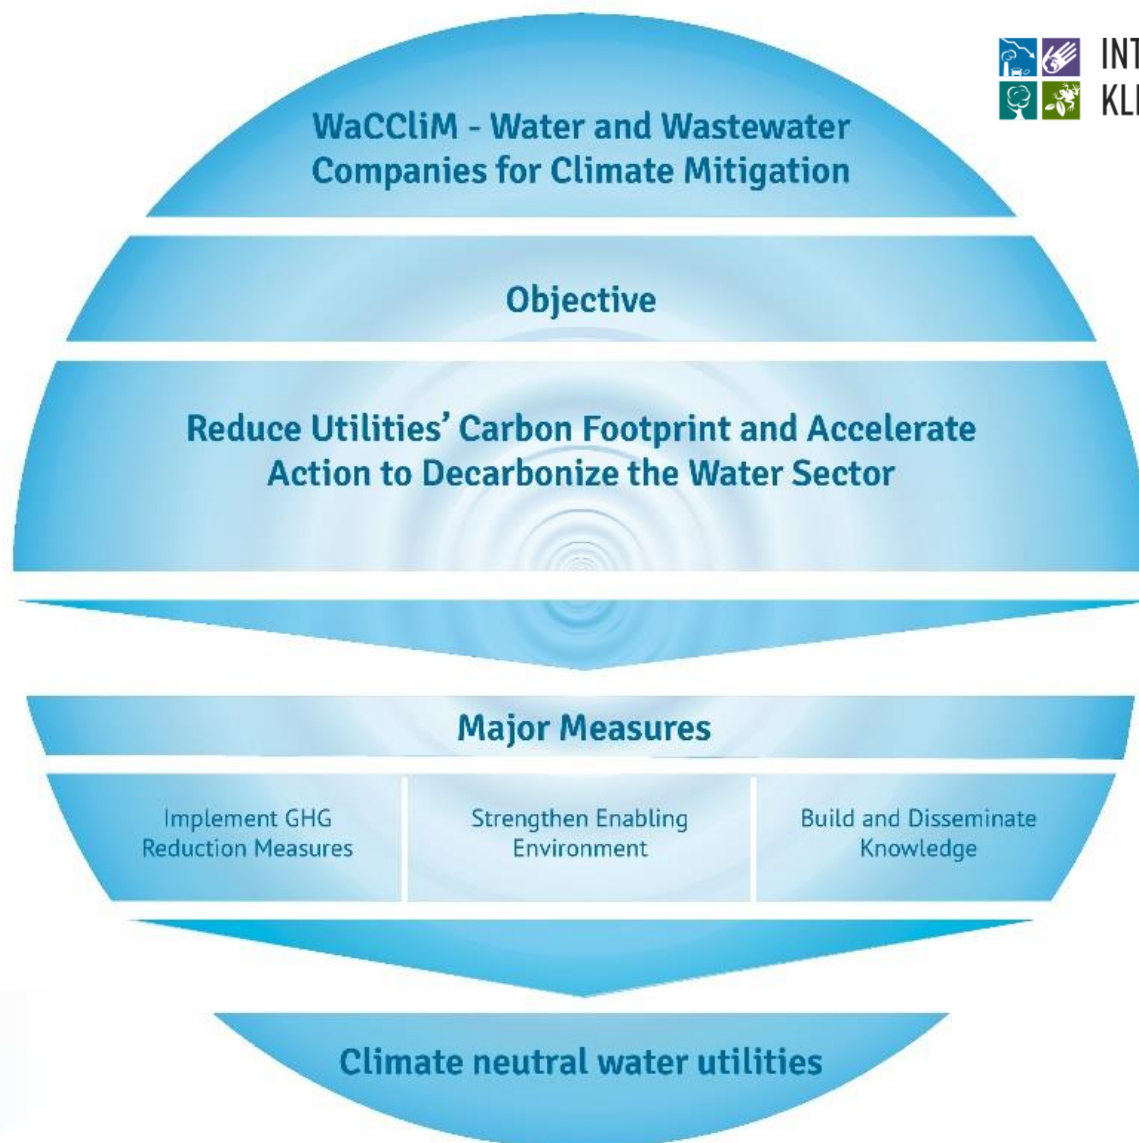 INT
KLI
WaCCliM - Water and Wastewater
Companies for Climate Mitigation
Objective
Reduce Utilities’ Carbon Footprint and Accelerate
Action to Decarbonize the Water Sector
Major Measures
Implement GHG
Reduction Measures
Strengthen Enabling
Environment
Build and Disseminate
Knowledge
Climate neutral water utilities